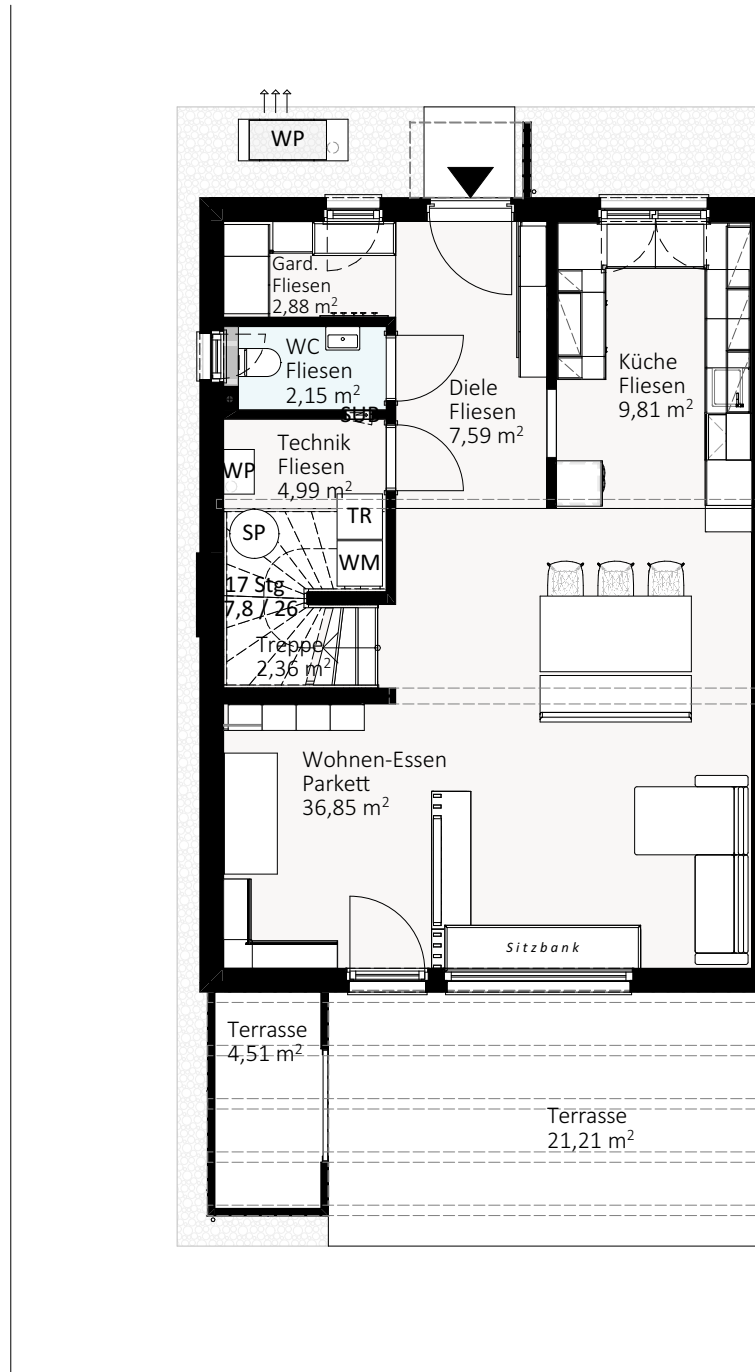 WP
Gard.
Fliesen
2,88 m²
WC
Fliesen
2,15 m²
Küche
Fliesen
9,81 m²
Diele
Fliesen
7,59 m²
SUB
Technik
Fliesen
4,99 m²
WP
TR
SP
WM
17 Stg
7,8 / 26
Treppe
2,36 m²
Wohnen-Essen
Parkett
36,85 m²
Sitzbank
Terrasse
4,51 m²
Terrasse
21,21 m²